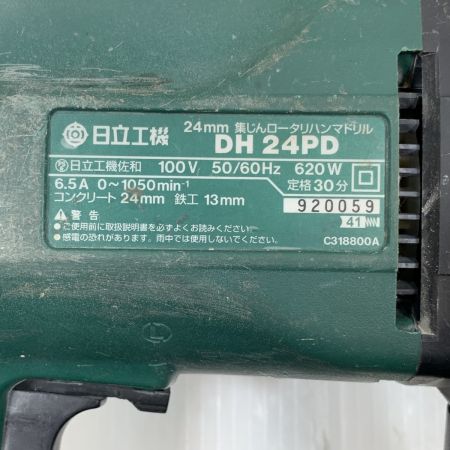 日立工機 24mm 集じんロータリハンマドリル
DH 24PD
日立工機佐和 100V 50/60Hz 620W
6.5A 0~1050min⁻¹ 定格30分
コンクリート 24mm 鉄工 13mm 920059
⚠警告 41
●ご使用前に取扱説明書を必ずよくお読みください。
●感電の恐れがあります。雨中では使用しないでください。 C318800A